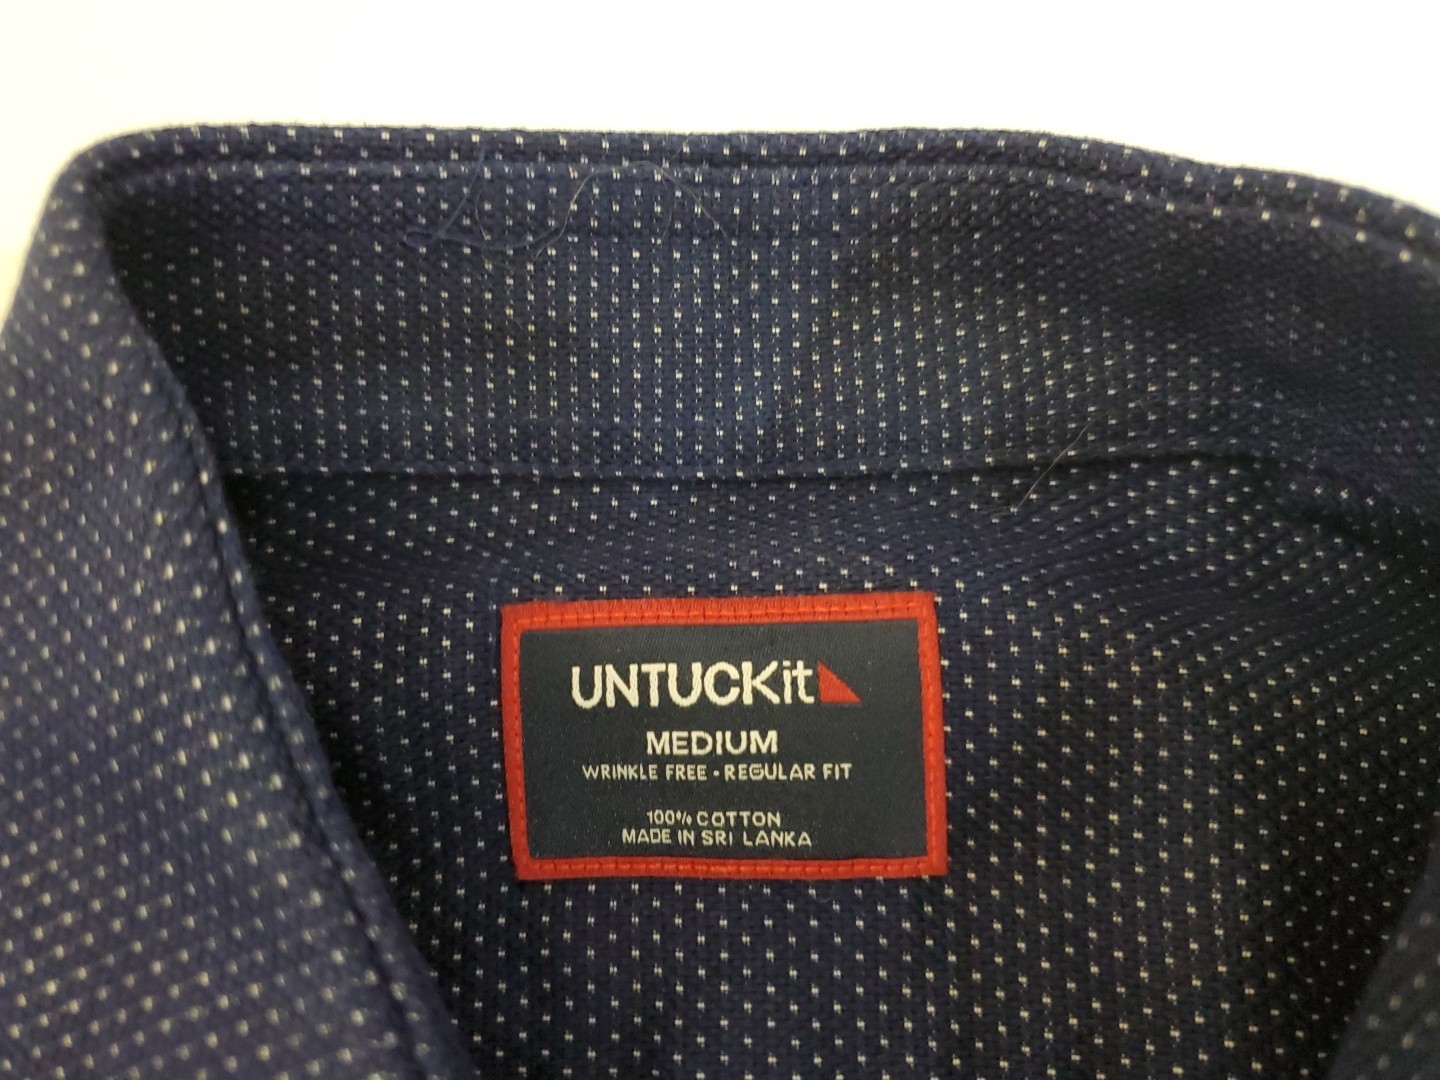 UNTUCKit
MEDIUM
WRINKLE FREE - REGULAR FIT
100% COTTON
MADE IN SRI LANKA